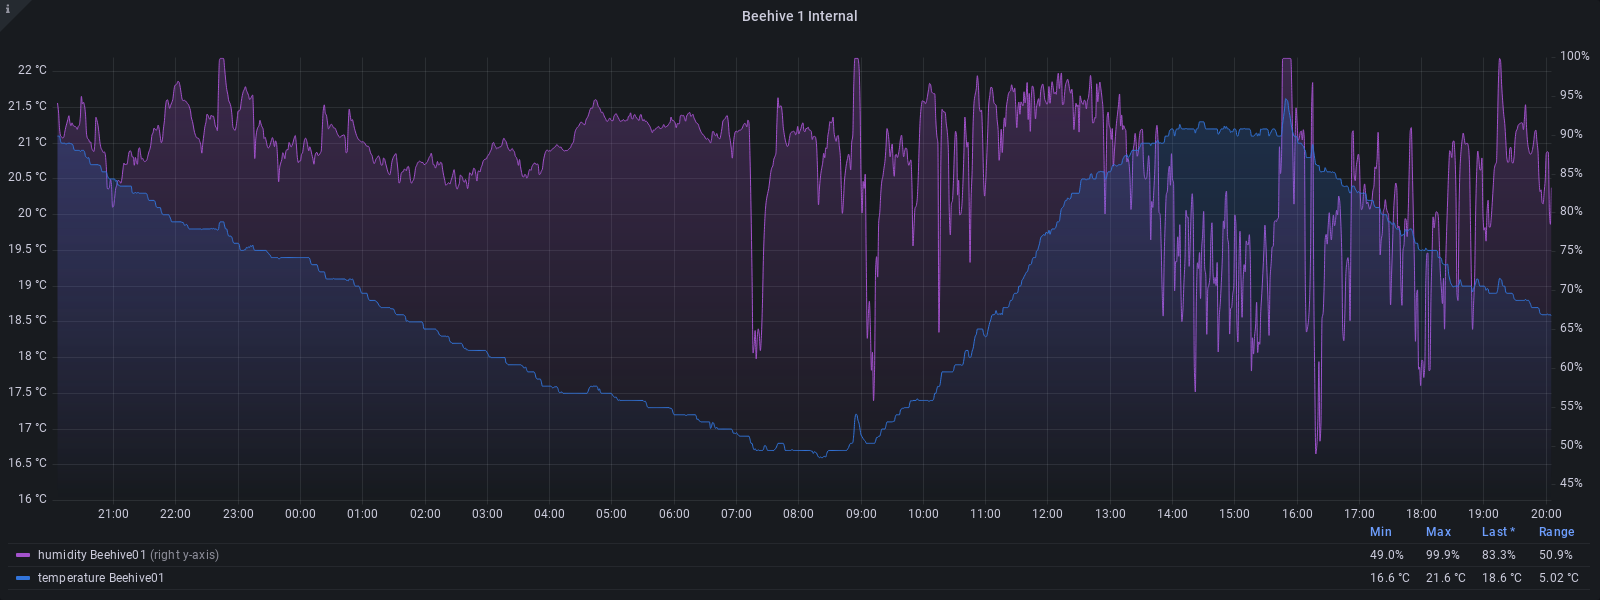 i
Beehive 1 Internal
22 °C
21.5 °C
21 °C
20.5 °C
20 °C
19.5 °C
19 °C
18.5 °C
18 °C
17.5 °C
17 °C
16.5 °C
16 °C
100%
95%
90%
85%
80%
75%
70%
65%
60%
55%
50%
45%
21:00 22:00 23:00 00:00 01:00 02:00 03:00 04:00 05:00 06:00 07:00 08:00 09:00 10:00 11:00 12:00 13:00 14:00 15:00 16:00 17:00 18:00 19:00 20:00
Min Max Last * Range
humidity Beehive01 (right y-axis) 49.0% 99.9% 83.3% 50.9%
temperature Beehive01 16.6 °C 21.6 °C 18.6 °C 5.02 °C